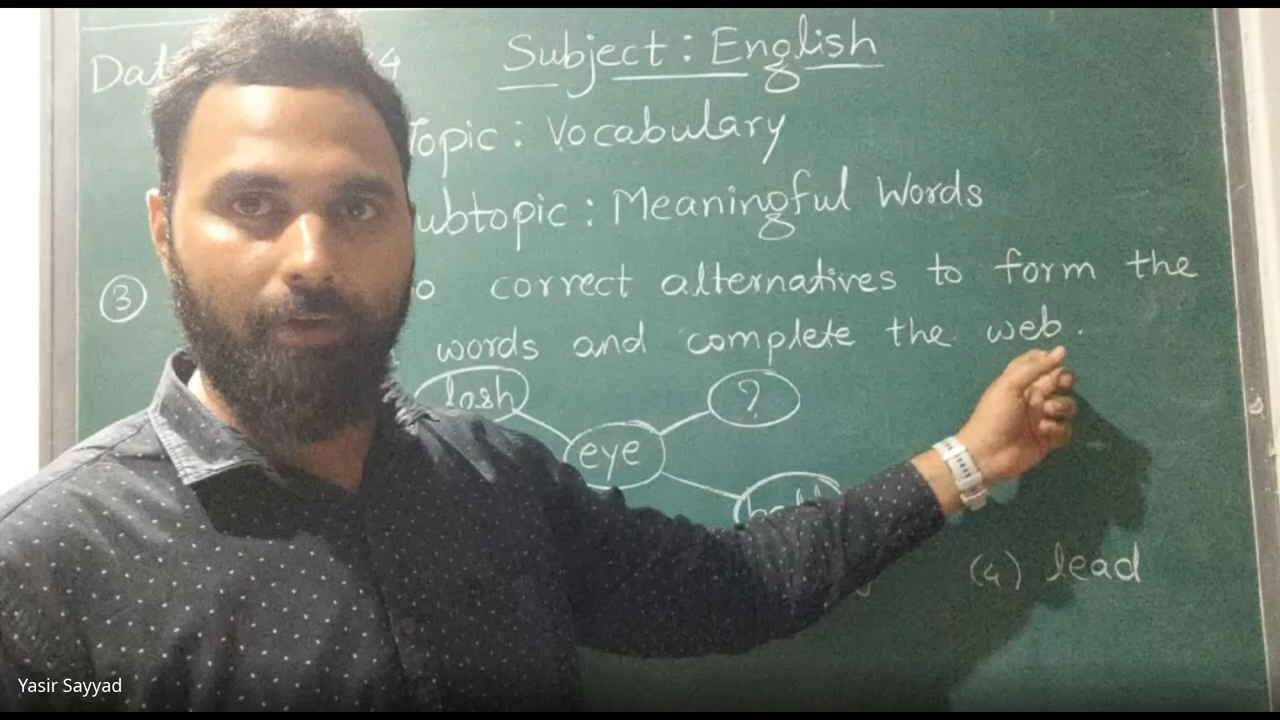 4 Subject : English
Topic : Vocabulary
ubtopic : Meaningful Words
3 o correct alternatives to form the
words and complete the web.
lash ?
eye
(4) lead
Yasir Sayyad